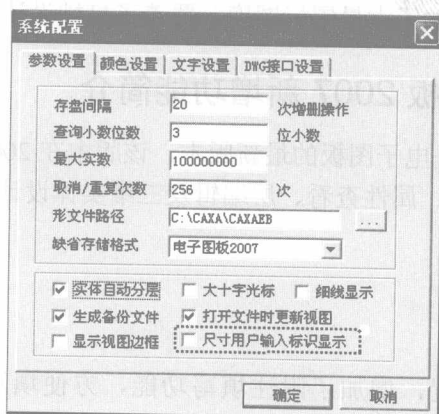 系统配置
参数设置 颜色设置 文字设置 DWG接口设置
存盘间隔 20 次增删操作
查询小数位数 3 位小数
最大实数 100000000
取消/重复次数 256 次
形文件路径 C:\CAXA\CAXAEB ...
缺省存储格式 电子图板2007
实体自动分层 大十字光标 细线显示
生成备份文件 打开文件时更新视图
显示视图边框 尺寸用户输入标识显示
确定 取消